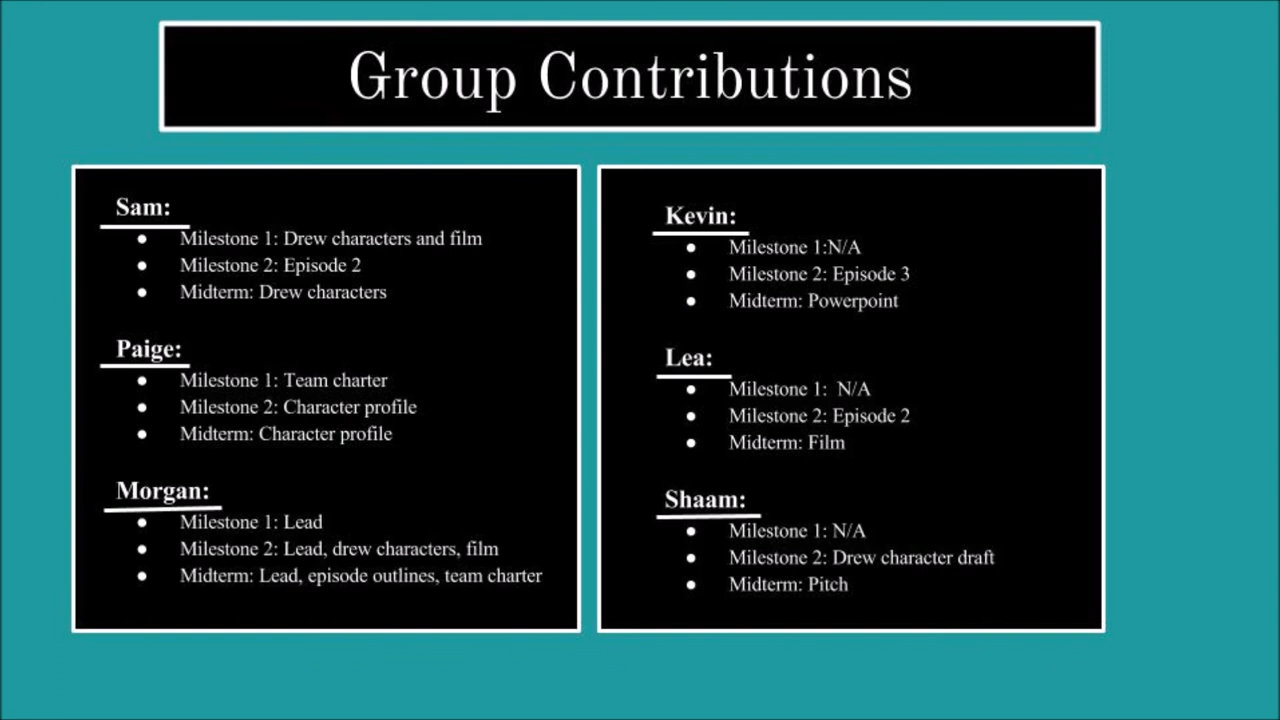 Group Contributions
Sam:
● Milestone 1: Drew characters and film
● Milestone 2: Episode 2
● Midterm: Drew characters
Paige:
● Milestone 1: Team charter
● Milestone 2: Character profile
● Midterm: Character profile
Morgan:
● Milestone 1: Lead
● Milestone 2: Lead, drew characters, film
● Midterm: Lead, episode outlines, team charter
Kevin:
● Milestone 1:N/A
● Milestone 2: Episode 3
● Midterm: Powerpoint
Lea:
● Milestone 1:  N/A
● Milestone 2: Episode 2
● Midterm: Film
Shaam:
● Milestone 1: N/A
● Milestone 2: Drew character draft
● Midterm: Pitch